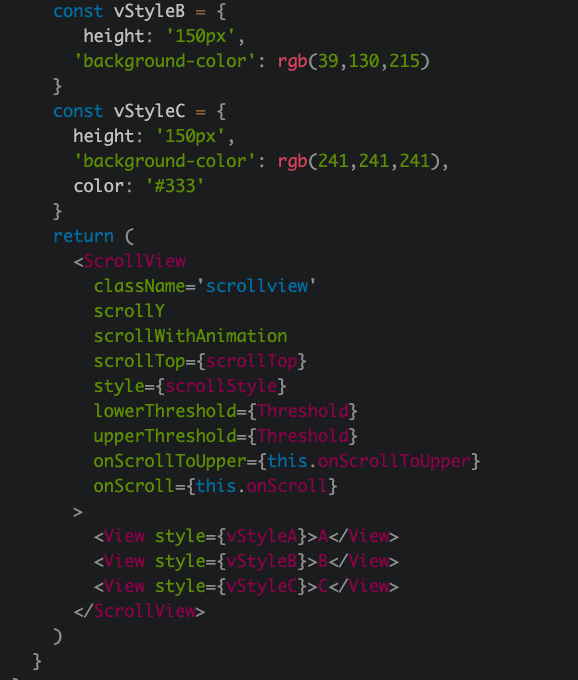 const vStyleB = {
height: '150px',
'background-color': rgb(39,130,215)
}
const vStyleC = {
height: '150px',
'background-color': rgb(241,241,241),
color: '#333'
}
return (
<ScrollView
className='scrollview'
scrollY
scrollWithAnimation
scrollTop={scrollTop}
style={scrollStyle}
lowerThreshold={Threshold}
upperThreshold={Threshold}
onScrollToUpper={this.onScrollToUpper}
onScroll={this.onScroll}
>
<View style={vStyleA}>A</View>
<View style={vStyleB}>B</View>
<View style={vStyleC}>C</View>
</ScrollView>
)
}